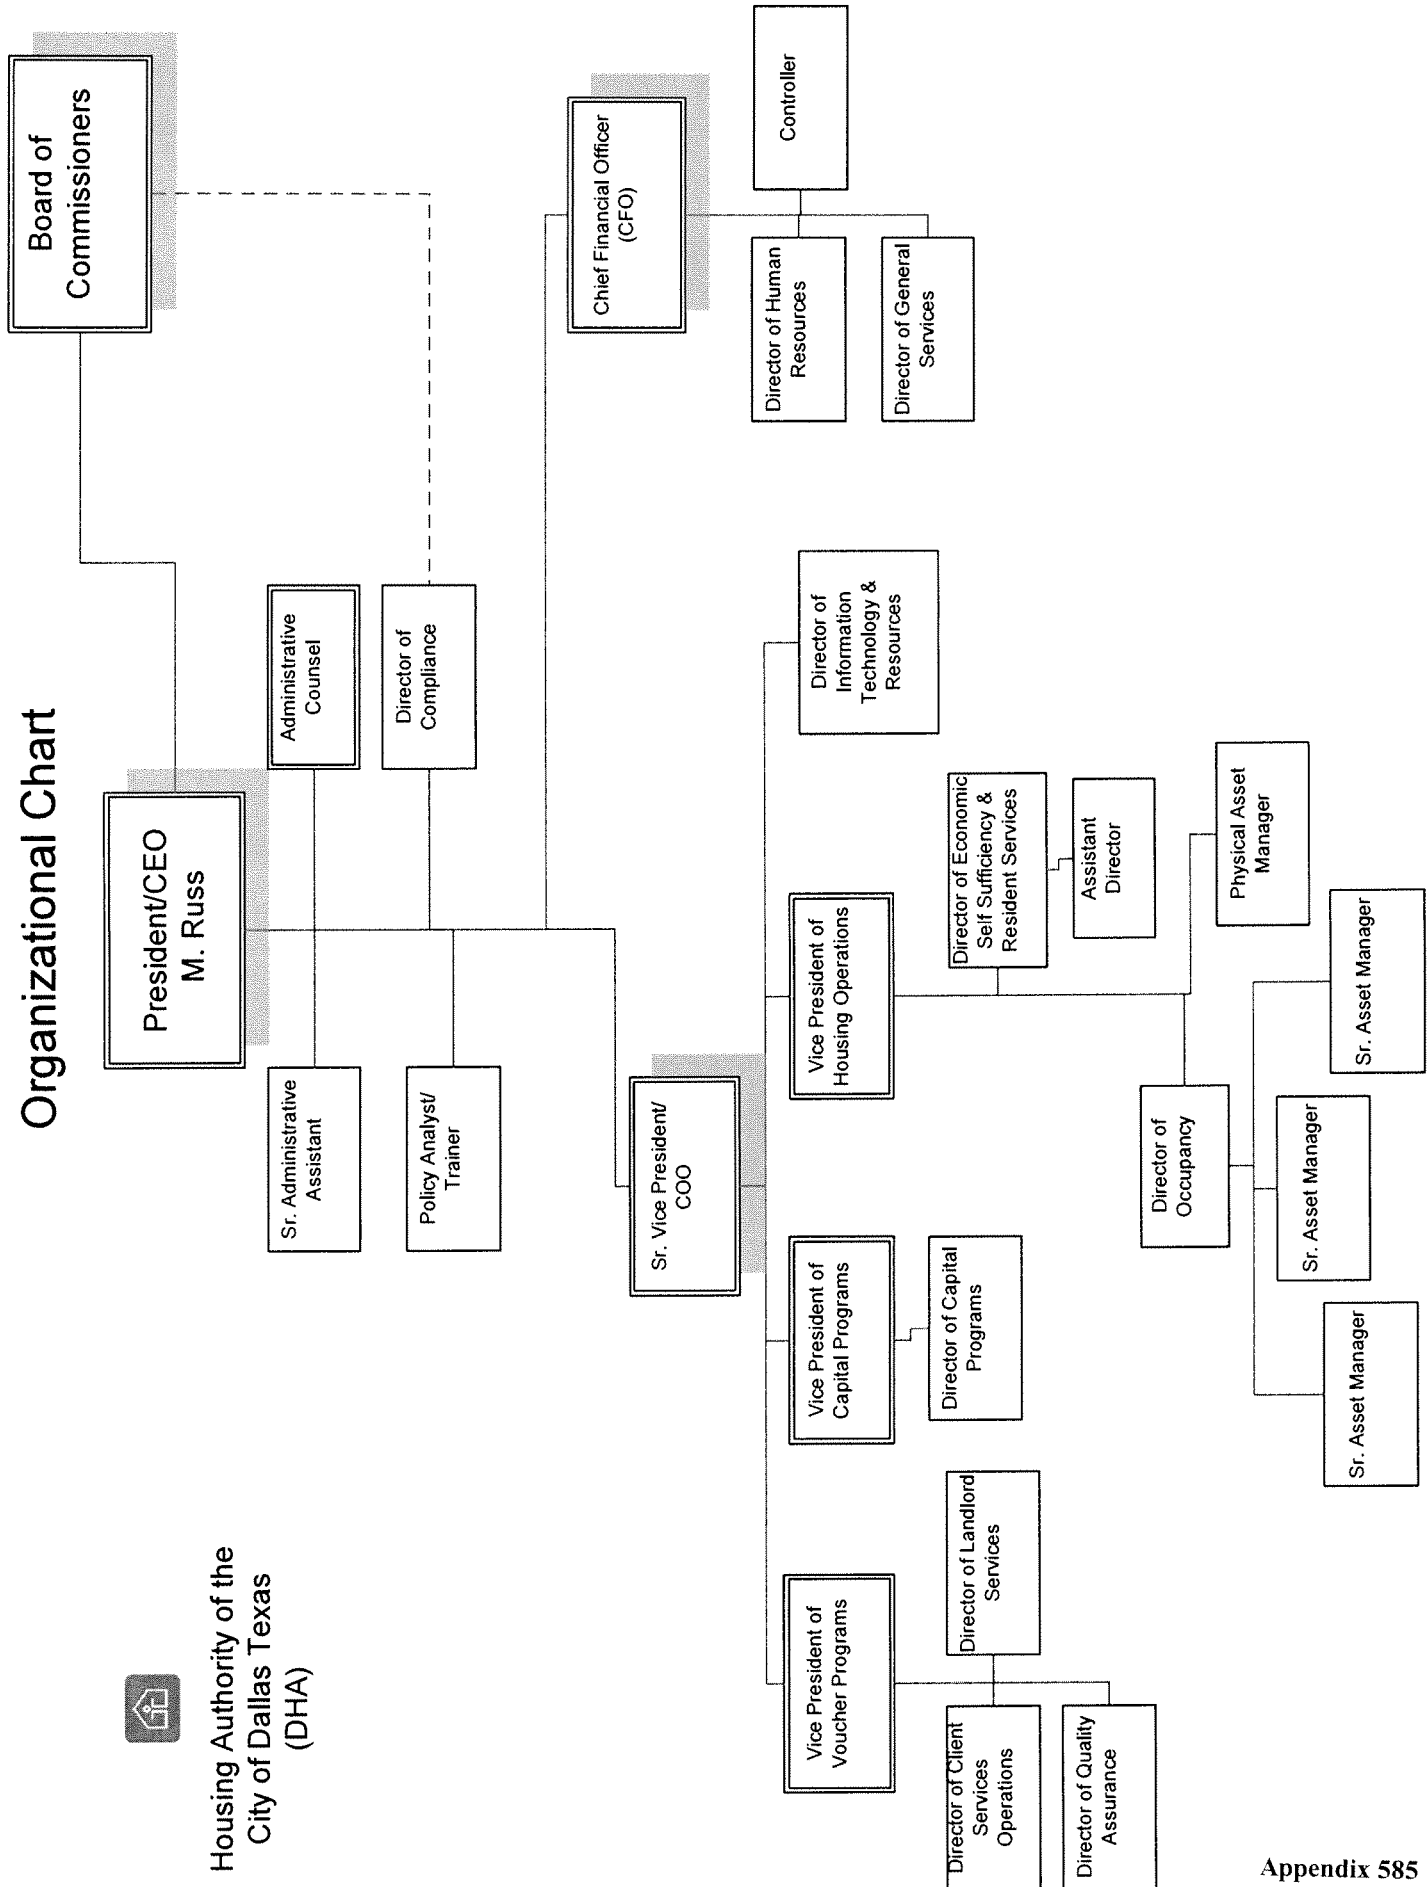 Organizational Chart
Housing Authority of the
City of Dallas Texas
(DHA)
Board of
Commissioners
President/CEO
M. Russ
Sr. Administrative
Assistant
Administrative
Counsel
Policy Analyst/
Trainer
Director of
Compliance
Sr. Vice President/
COO
Chief Financial Officer
(CFO)
Director of Human
Resources
Controller
Director of General
Services
Vice President of
Voucher Programs
Vice President of
Capital Programs
Vice President of
Housing Operations
Director of
Information
Technology &
Resources
Director of Client
Services
Operations
Director of Landlord
Services
Director of Quality
Assurance
Director of Capital
Programs
Director of Economic
Self Sufficiency &
Resident Services
Assistant
Director
Director of
Occupancy
Physical Asset
Manager
Sr. Asset Manager
Sr. Asset Manager
Sr. Asset Manager
Appendix 585